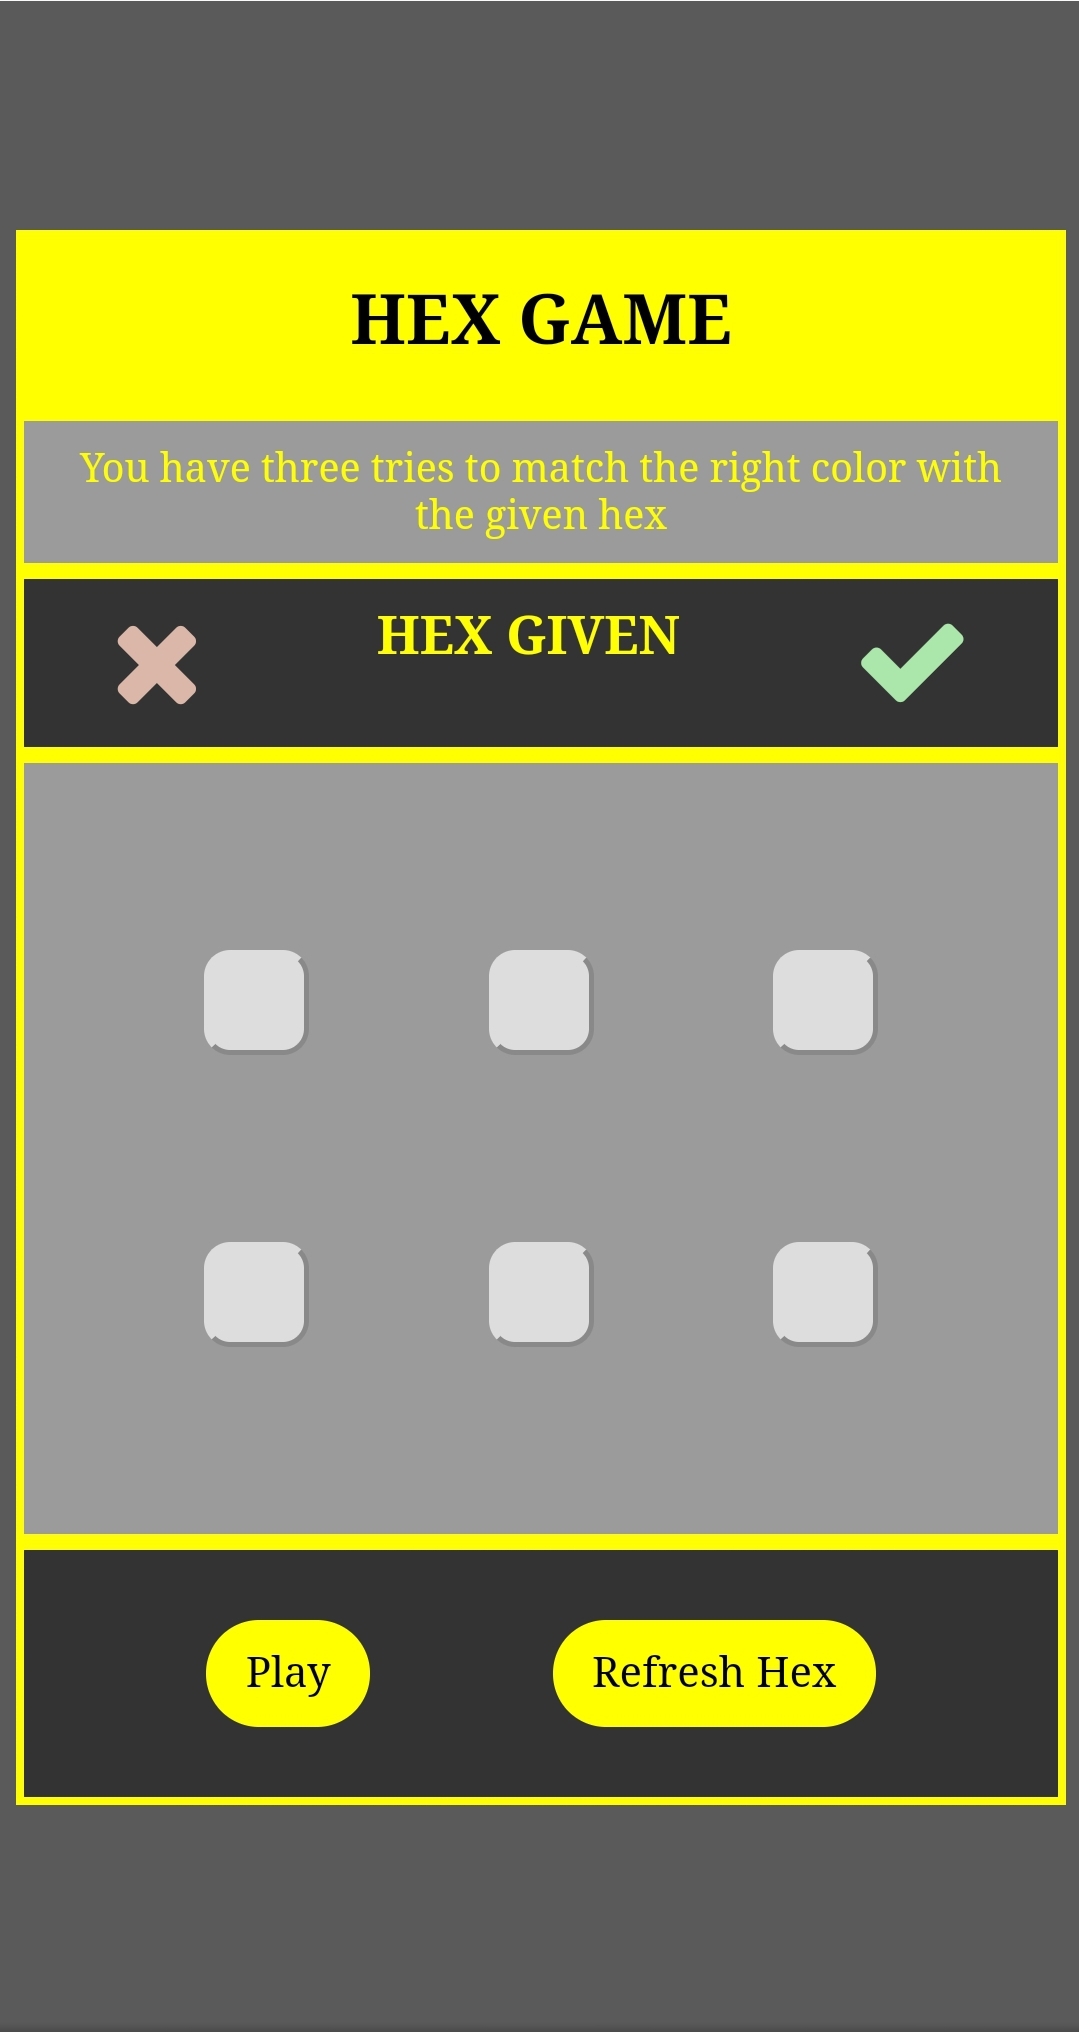 HEX GAME
You have three tries to match the right color with
the given hex
HEX GIVEN
Play
Refresh Hex